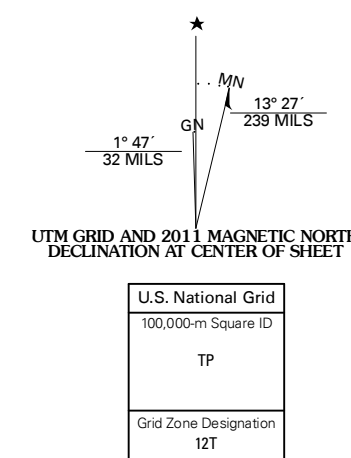 MN
GN
13° 27´
239 MILS
1° 47´
32 MILS
UTM GRID AND 2011 MAGNETIC NORTH
DECLINATION AT CENTER OF SHEET
U.S. National Grid
100,000-m Square ID
TP
Grid Zone Designation
12T